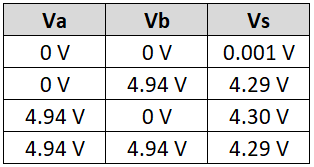 Va Vb Vs
0 V 0 V 0.001 V
0 V 4.94 V 4.29 V
4.94 V 0 V 4.30 V
4.94 V 4.94 V 4.29 V